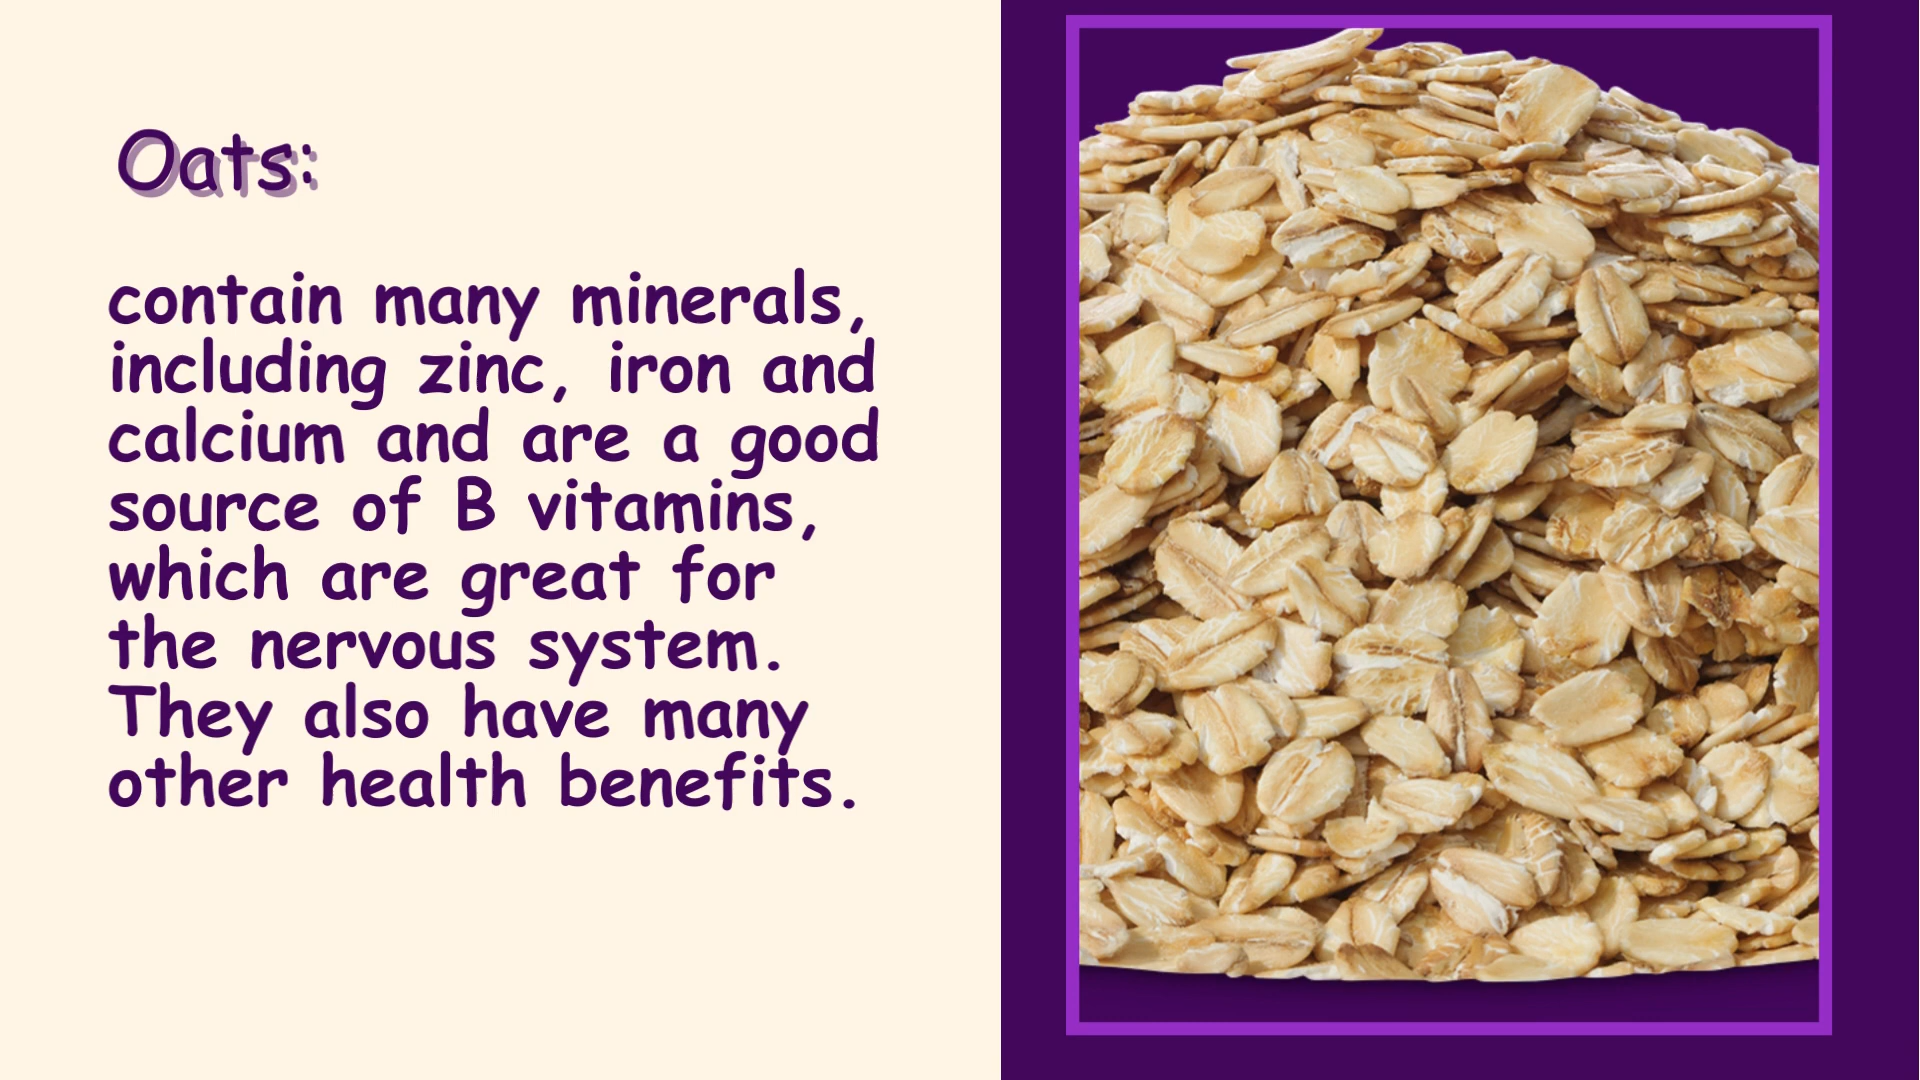 Oats:
contain many minerals,
including zinc, iron and
calcium and are a good
source of B vitamins,
which are great for
the nervous system.
They also have many
other health benefits.